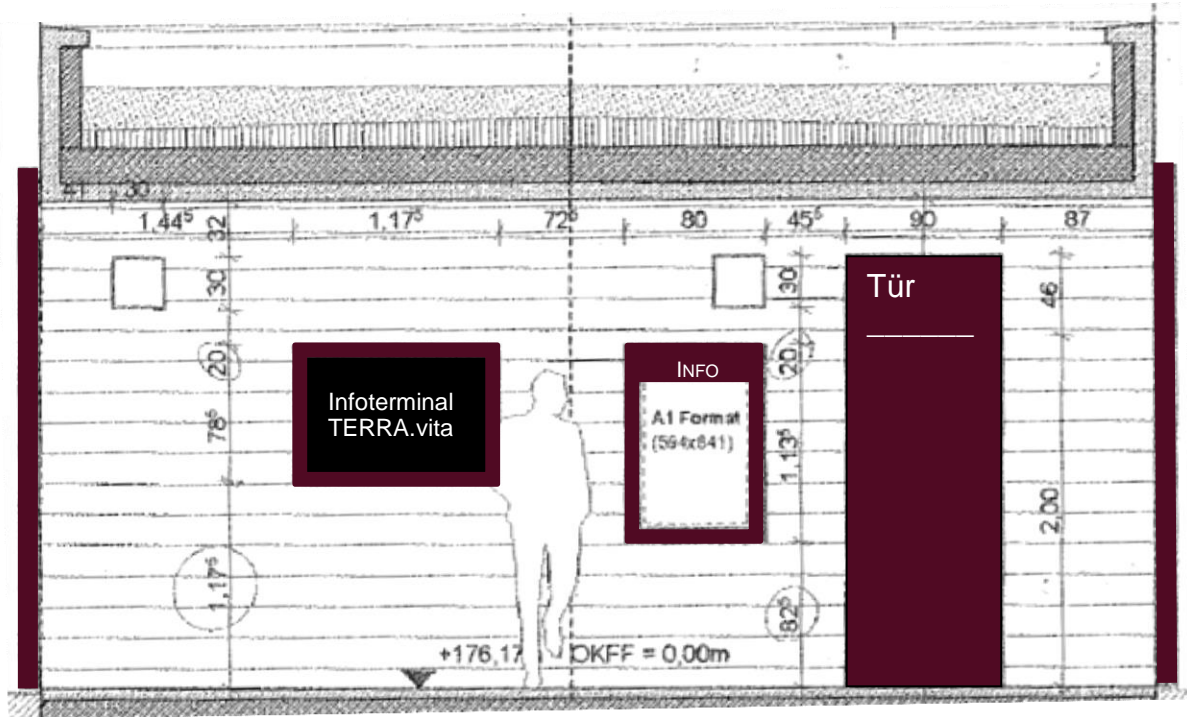 41 30
1,44⁵ 1,17⁵ 72⁵ 80 45⁵ 90 87
32
30
30
46
Tür
20
20
INFO
Infoterminal
TERRA.vita
A1 Format
(594x841)
78⁵
1,13⁵
2,00
1,17⁵
82⁵
+176,17 OKFF = 0,00m